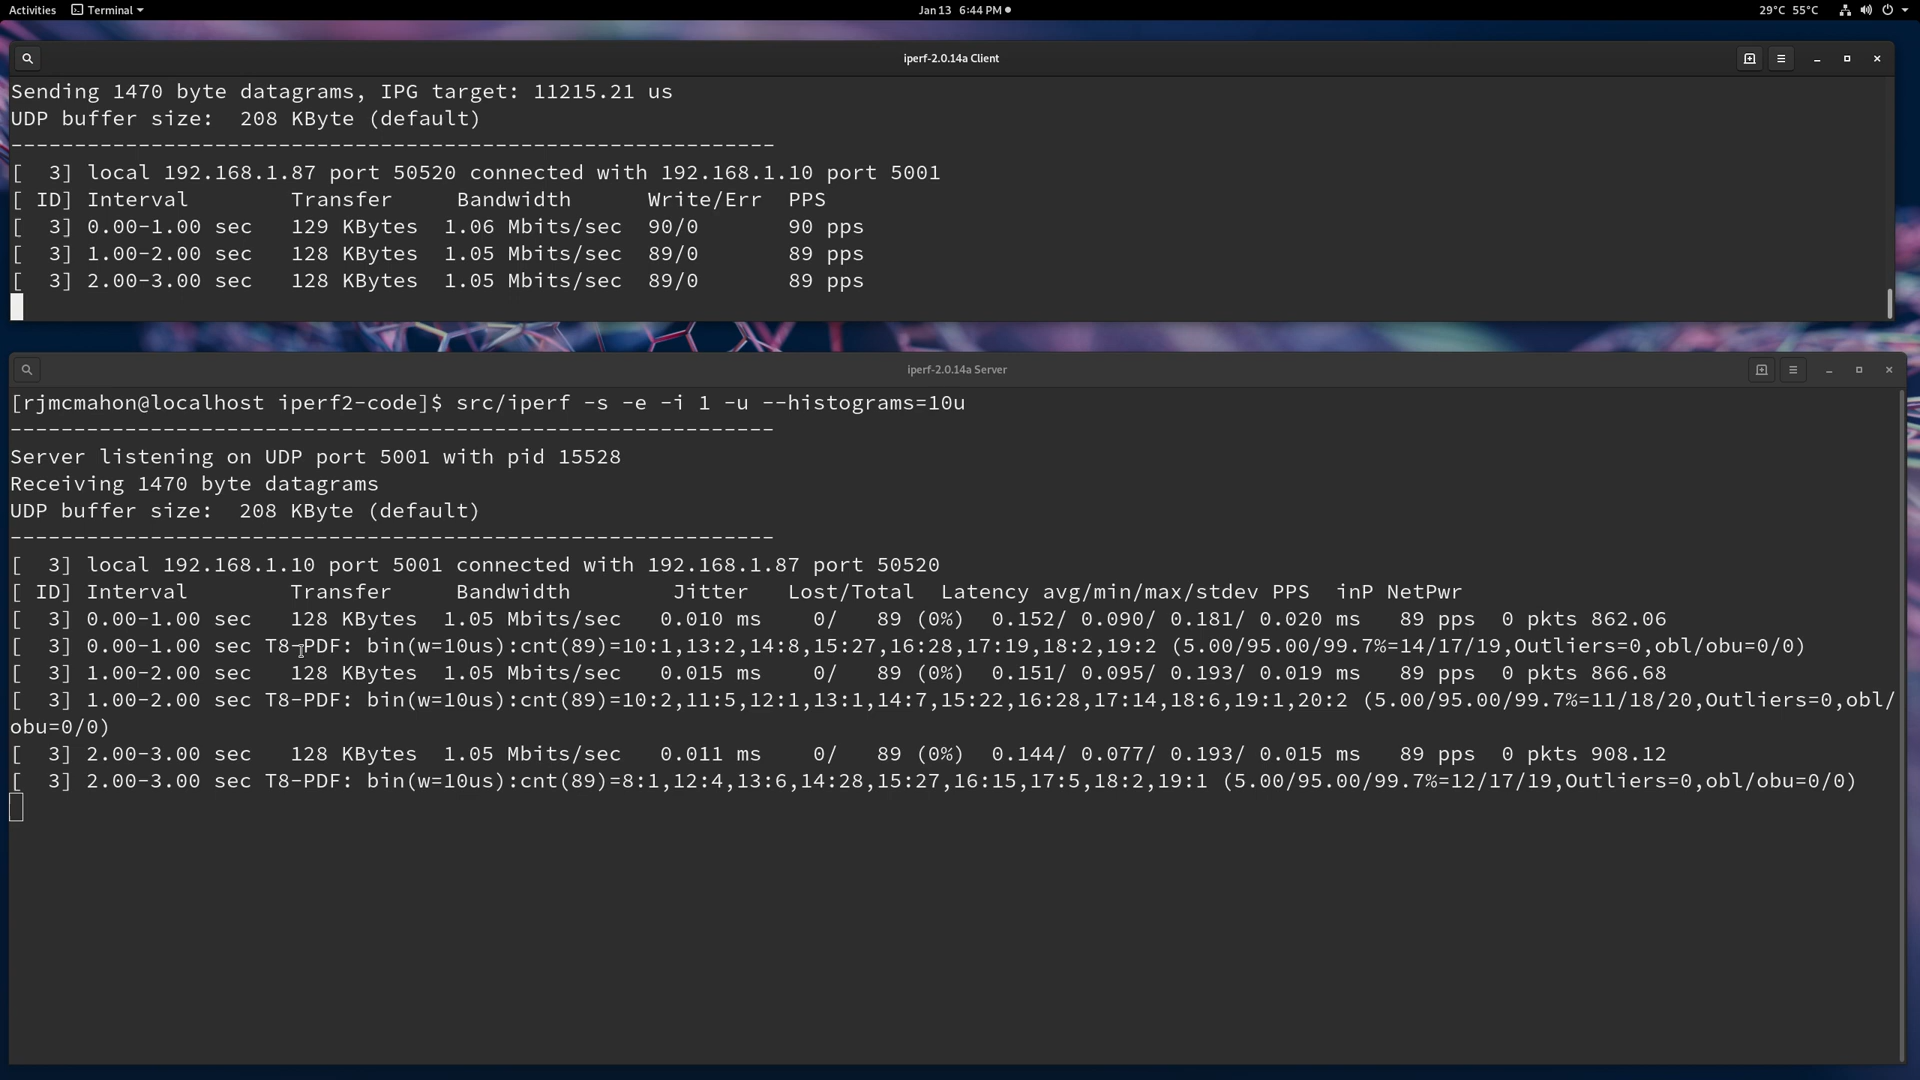 Activities Terminal Jan 13 6:44 PM 29°C 55°C
iperf-2.0.14a Client
Sending 1470 byte datagrams, IPG target: 11215.21 us
UDP buffer size:  208 KByte (default)
------------------------------------------------------------
[  3] local 192.168.1.87 port 50520 connected with 192.168.1.10 port 5001
[ ID] Interval        Transfer     Bandwidth      Write/Err  PPS
[  3] 0.00-1.00 sec   129 KBytes  1.06 Mbits/sec  90/0       90 pps
[  3] 1.00-2.00 sec   128 KBytes  1.05 Mbits/sec  89/0       89 pps
[  3] 2.00-3.00 sec   128 KBytes  1.05 Mbits/sec  89/0       89 pps
iperf-2.0.14a Server
[rjmcmahon@localhost iperf2-code]$ src/iperf -s -e -i 1 -u --histograms=10u
------------------------------------------------------------
Server listening on UDP port 5001 with pid 15528
Receiving 1470 byte datagrams
UDP buffer size:  208 KByte (default)
------------------------------------------------------------
[  3] local 192.168.1.10 port 5001 connected with 192.168.1.87 port 50520
[ ID] Interval        Transfer     Bandwidth        Jitter   Lost/Total  Latency avg/min/max/stdev PPS  inP NetPwr
[  3] 0.00-1.00 sec   128 KBytes  1.05 Mbits/sec   0.010 ms    0/   89 (0%)  0.152/ 0.090/ 0.181/ 0.020 ms   89 pps  0 pkts 862.06
[  3] 0.00-1.00 sec T8-PDF: bin(w=10us):cnt(89)=10:1,13:2,14:8,15:27,16:28,17:19,18:2,19:2 (5.00/95.00/99.7%=14/17/19,Outliers=0,obl/obu=0/0)
[  3] 1.00-2.00 sec   128 KBytes  1.05 Mbits/sec   0.015 ms    0/   89 (0%)  0.151/ 0.095/ 0.193/ 0.019 ms   89 pps  0 pkts 866.68
[  3] 1.00-2.00 sec T8-PDF: bin(w=10us):cnt(89)=10:2,11:5,12:1,13:1,14:7,15:22,16:28,17:14,18:6,19:1,20:2 (5.00/95.00/99.7%=11/18/20,Outliers=0,obl/
obu=0/0)
[  3] 2.00-3.00 sec   128 KBytes  1.05 Mbits/sec   0.011 ms    0/   89 (0%)  0.144/ 0.077/ 0.193/ 0.015 ms   89 pps  0 pkts 908.12
[  3] 2.00-3.00 sec T8-PDF: bin(w=10us):cnt(89)=8:1,12:4,13:6,14:28,15:27,16:15,17:5,18:2,19:1 (5.00/95.00/99.7%=12/17/19,Outliers=0,obl/obu=0/0)